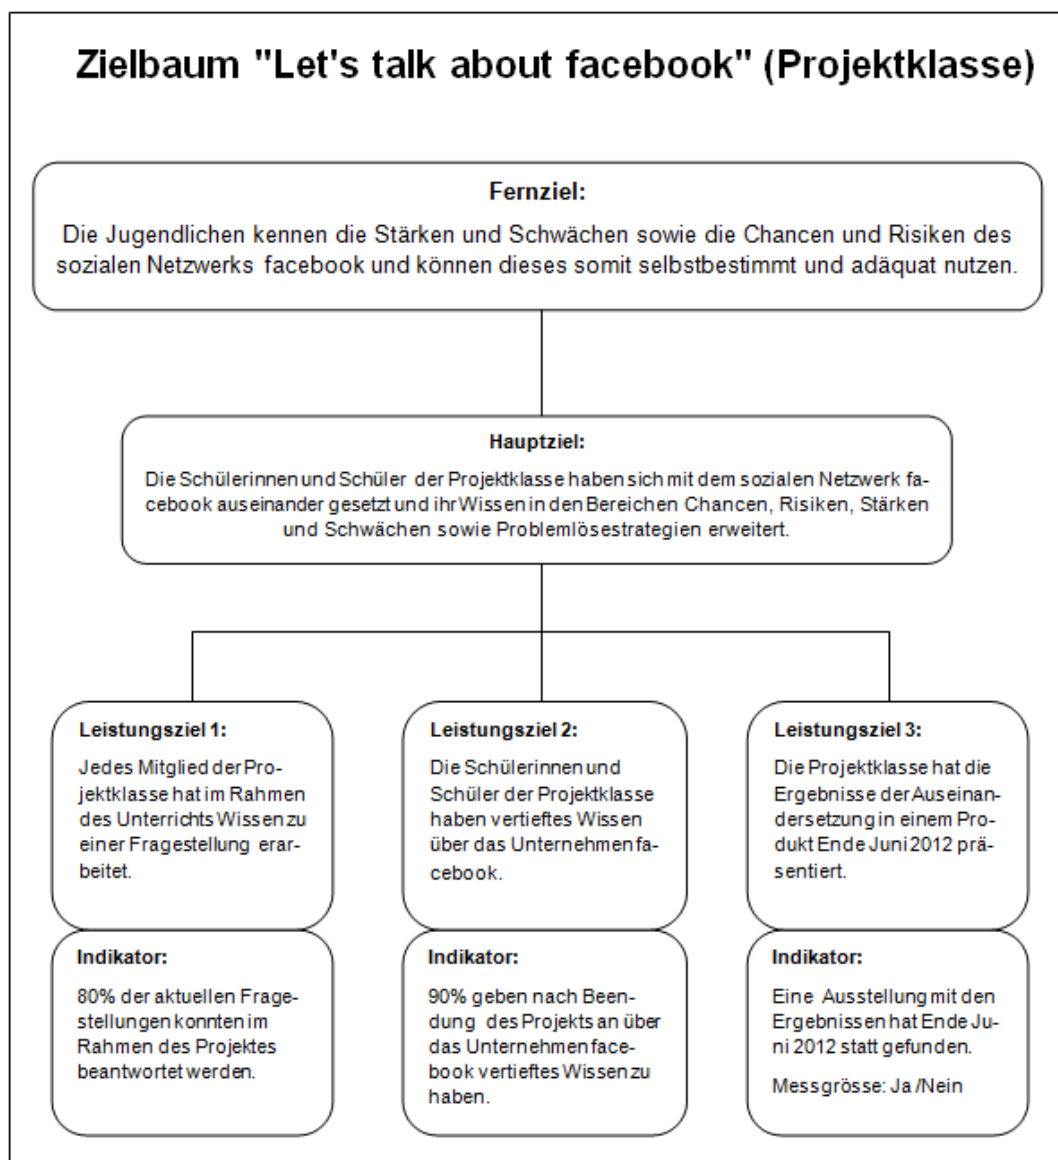 Zielbaum "Let's talk about facebook" (Projektklasse)
Fernziel:
Die Jugendlichen kennen die Stärken und Schwächen sowie die Chancen und Risiken des
sozialen Netzwerks facebook und können dieses somit selbstbestimmt und adäquat nutzen.
Hauptziel:
Die Schülerinnen und Schüler der Projektklasse haben sich mit dem sozialen Netzwerk fa-
cebook auseinander gesetzt und ihr Wissen in den Bereichen Chancen, Risiken, Stärken
und Schwächen sowie Problemlösestrategien erweitert.
Leistungsziel 1:
Jedes Mitglied der Pro-
jektklasse hat im Rahmen
des Unterrichts Wissen zu
einer Fragestellung erar-
beitet.
Indikator:
80% der aktuellen Frage-
stellungen konnten im
Rahmen des Projektes
beantwortet werden.
Leistungsziel 2:
Die Schülerinnen und
Schüler der Projektklasse
haben vertieftes Wissen
über das Unternehmen fa-
cebook.
Indikator:
90% geben nach Been-
dung des Projekts an über
das Unternehmen face-
book vertieftes Wissen zu
haben.
Leistungsziel 3:
Die Projektklasse hat die
Ergebnisse der Auseinan-
dersetzung in einem Pro-
dukt Ende Juni 2012 prä-
sentiert.
Indikator:
Eine Ausstellung mit den
Ergebnissen hat Ende Ju-
ni 2012 statt gefunden.
Messgrösse: Ja /Nein